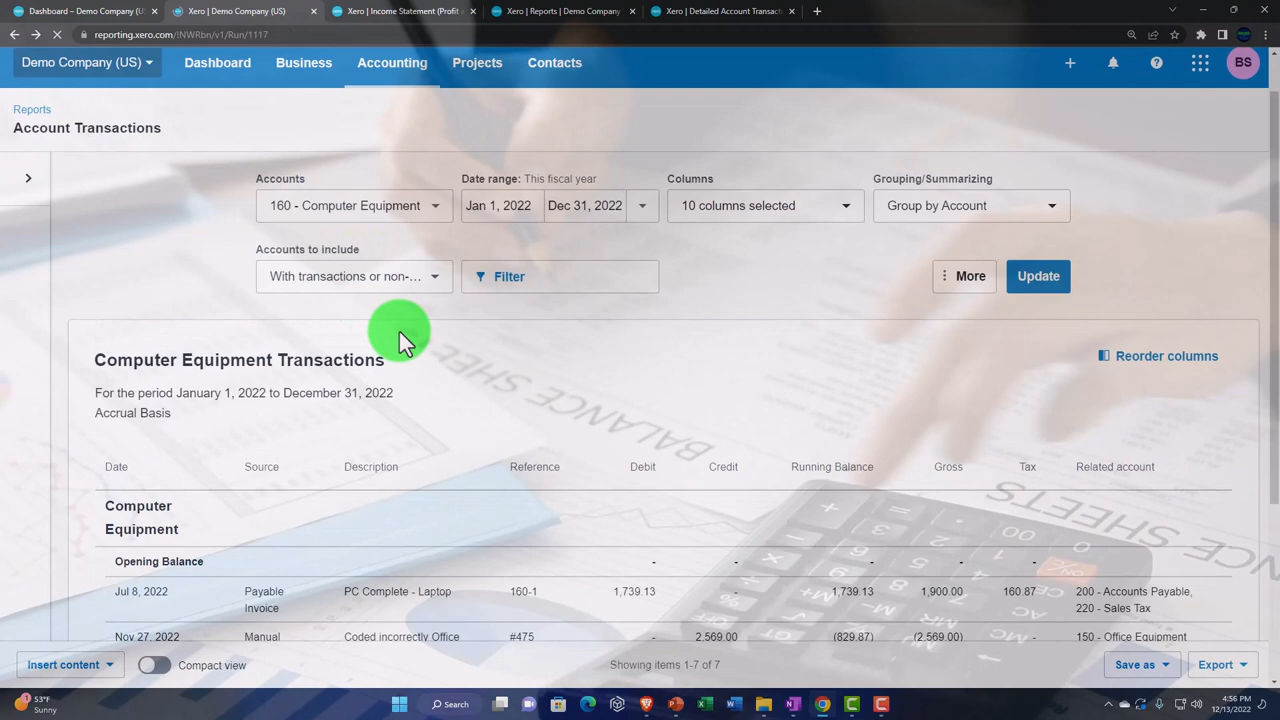 Dashboard – Demo Company (U
Xero | Demo Company (US)
Xero | Income Statement (Profit a
Xero | Reports | Demo Company
Xero | Detailed Account Transact
reporting.xero.com/!NWRbn/v1/Run/1117
Demo Company (US)
Dashboard
Business
Accounting
Projects
Contacts
BS
Reports
Account Transactions
Accounts
Date range: This fiscal year
Columns
Grouping/Summarizing
160 - Computer Equipment
Jan 1, 2022
Dec 31, 2022
10 columns selected
Group by Account
Accounts to include
With transactions or non-...
Filter
More
Update
Computer Equipment Transactions
Reorder columns
For the period January 1, 2022 to December 31, 2022
Accrual Basis
BALANCE SHEET
SHEETS
Date Source Description Reference Debit Credit Running Balance Gross Tax Related account
Computer
Equipment
Opening Balance - - - - -
Jul 8, 2022 Payable PC Complete - Laptop 160-1 1,739.13 - 1,739.13 1,900.00 160.87 200 - Accounts Payable,
Invoice 220 - Sales Tax
Nov 27, 2022 Manual Coded incorrectly Office #475 - 2,569.00 (829.87) (2,569.00) - 150 - Office Equipment
Insert content
Compact view
Showing items 1-7 of 7
Save as
Export
53°F
Sunny
Search
4:56 PM
12/13/2022